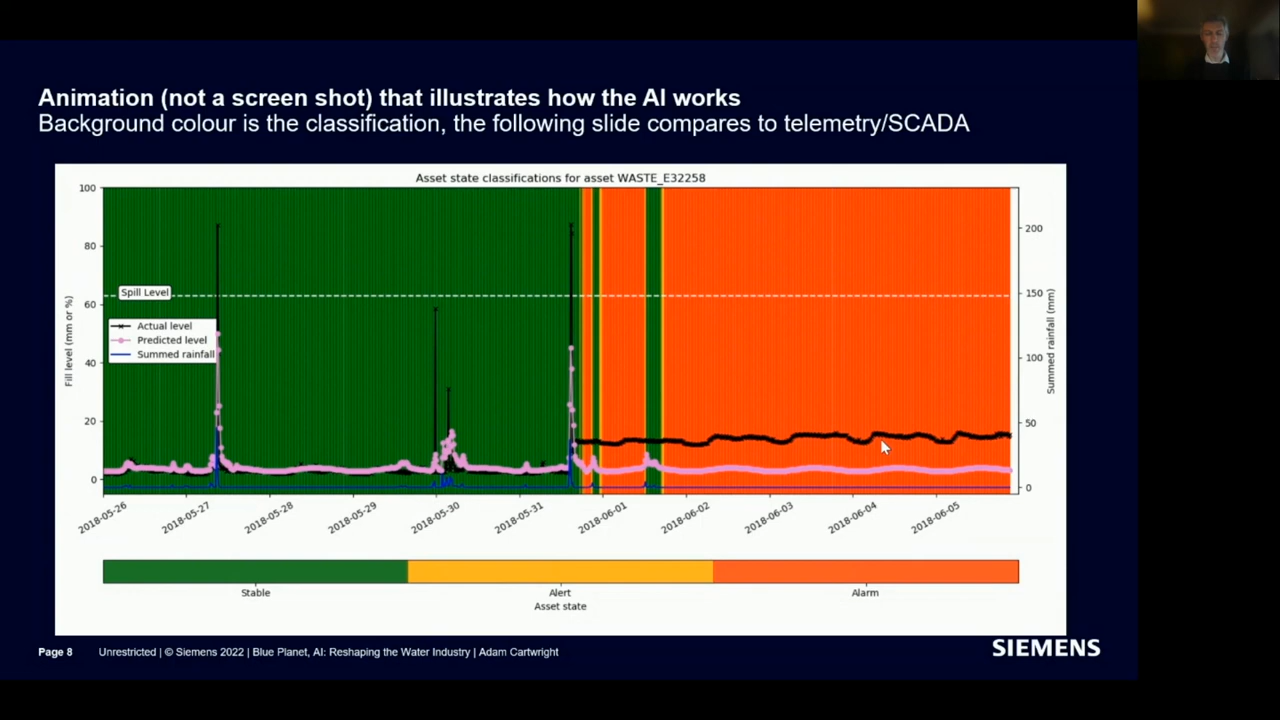 Animation (not a screen shot) that illustrates how the AI works
Background colour is the classification, the following slide compares to telemetry/SCADA
Asset state classifications for asset WASTE_E32258
100
80
60
40
20
0
Fill level (mm or %)
Spill Level
Actual level
Predicted level
Summed rainfall
200
150
100
50
0
Summed rainfall (mm)
2018-05-26
2018-05-27
2018-05-28
2018-05-29
2018-05-30
2018-05-31
2018-06-01
2018-06-02
2018-06-03
2018-06-04
2018-06-05
Stable
Alert
Alarm
Asset state
Page 8
Unrestricted | © Siemens 2022 | Blue Planet, AI: Reshaping the Water Industry | Adam Cartwright
SIEMENS